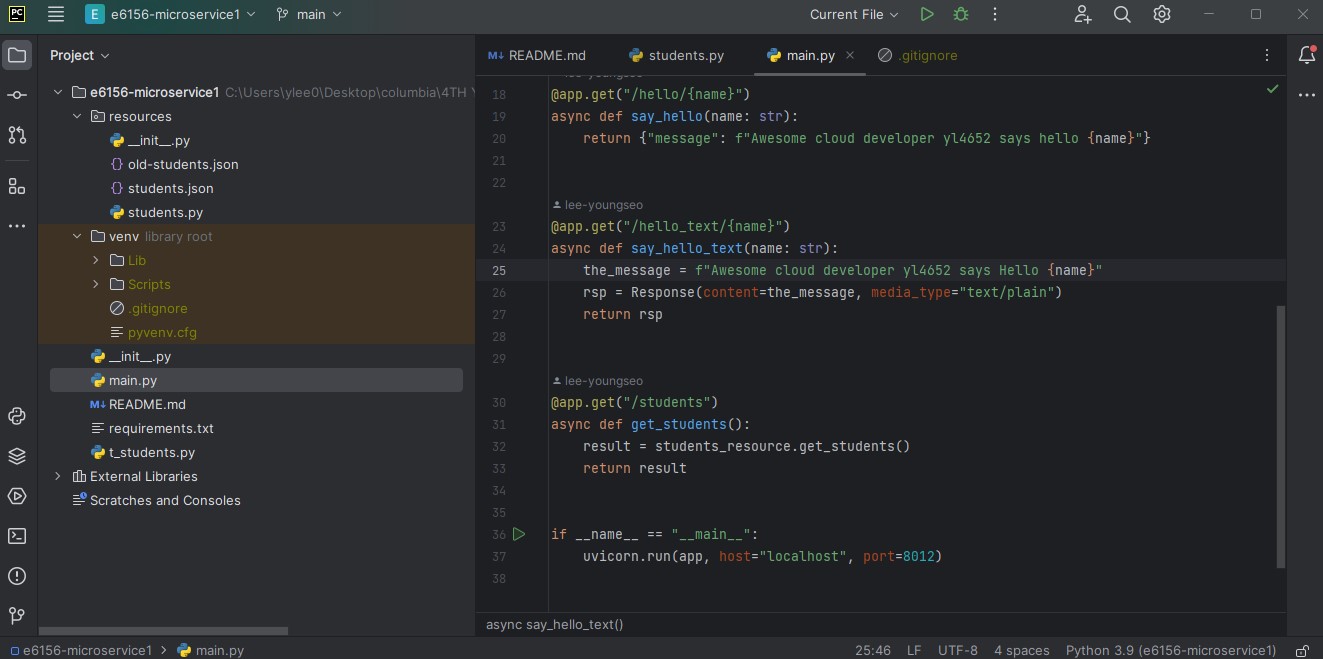 PC E e6156-microservice1 main Current File
Project
e6156-microservice1 C:\Users\ylee0\Desktop\columbia\4TH
resources
__init__.py
old-students.json
students.json
students.py
venv library root
Lib
Scripts
.gitignore
pyvenv.cfg
__init__.py
main.py
M↓ README.md
requirements.txt
t_students.py
External Libraries
Scratches and Consoles
M↓ README.md students.py main.py .gitignore
lee-youngseo
18 @app.get("/hello/{name}")
19 async def say_hello(name: str):
20 return {"message": f"Awesome cloud developer yl4652 says hello {name}"}
21
22
lee-youngseo
23 @app.get("/hello_text/{name}")
24 async def say_hello_text(name: str):
25 the_message = f"Awesome cloud developer yl4652 says Hello {name}"
26 rsp = Response(content=the_message, media_type="text/plain")
27 return rsp
28
29
lee-youngseo
30 @app.get("/students")
31 async def get_students():
32 result = students_resource.get_students()
33 return result
34
35
36 if __name__ == "__main__":
37 uvicorn.run(app, host="localhost", port=8012)
38
async say_hello_text()
e6156-microservice1 main.py 25:46 LF UTF-8 4 spaces Python 3.9 (e6156-microservice1)